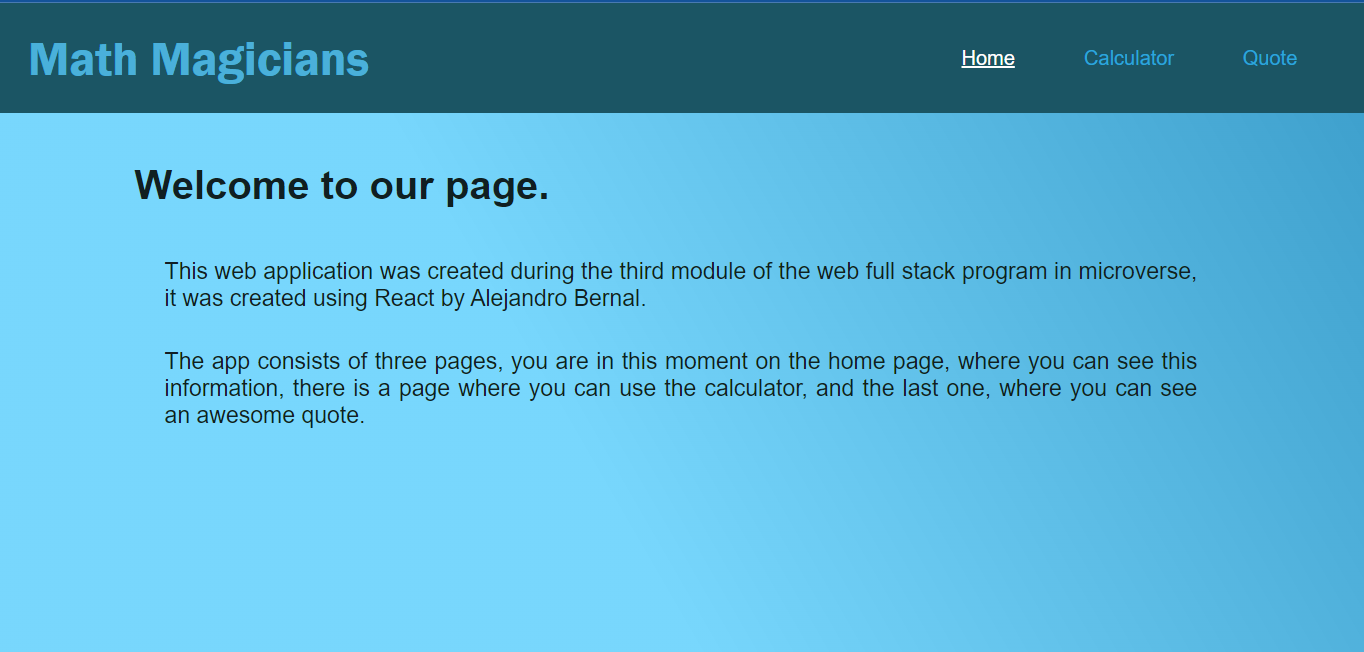 Math Magicians
Home Calculator Quote
Welcome to our page.
This web application was created during the third module of the web full stack program in microverse,
it was created using React by Alejandro Bernal.
The app consists of three pages, you are in this moment on the home page, where you can see this
information, there is a page where you can use the calculator, and the last one, where you can see
an awesome quote.